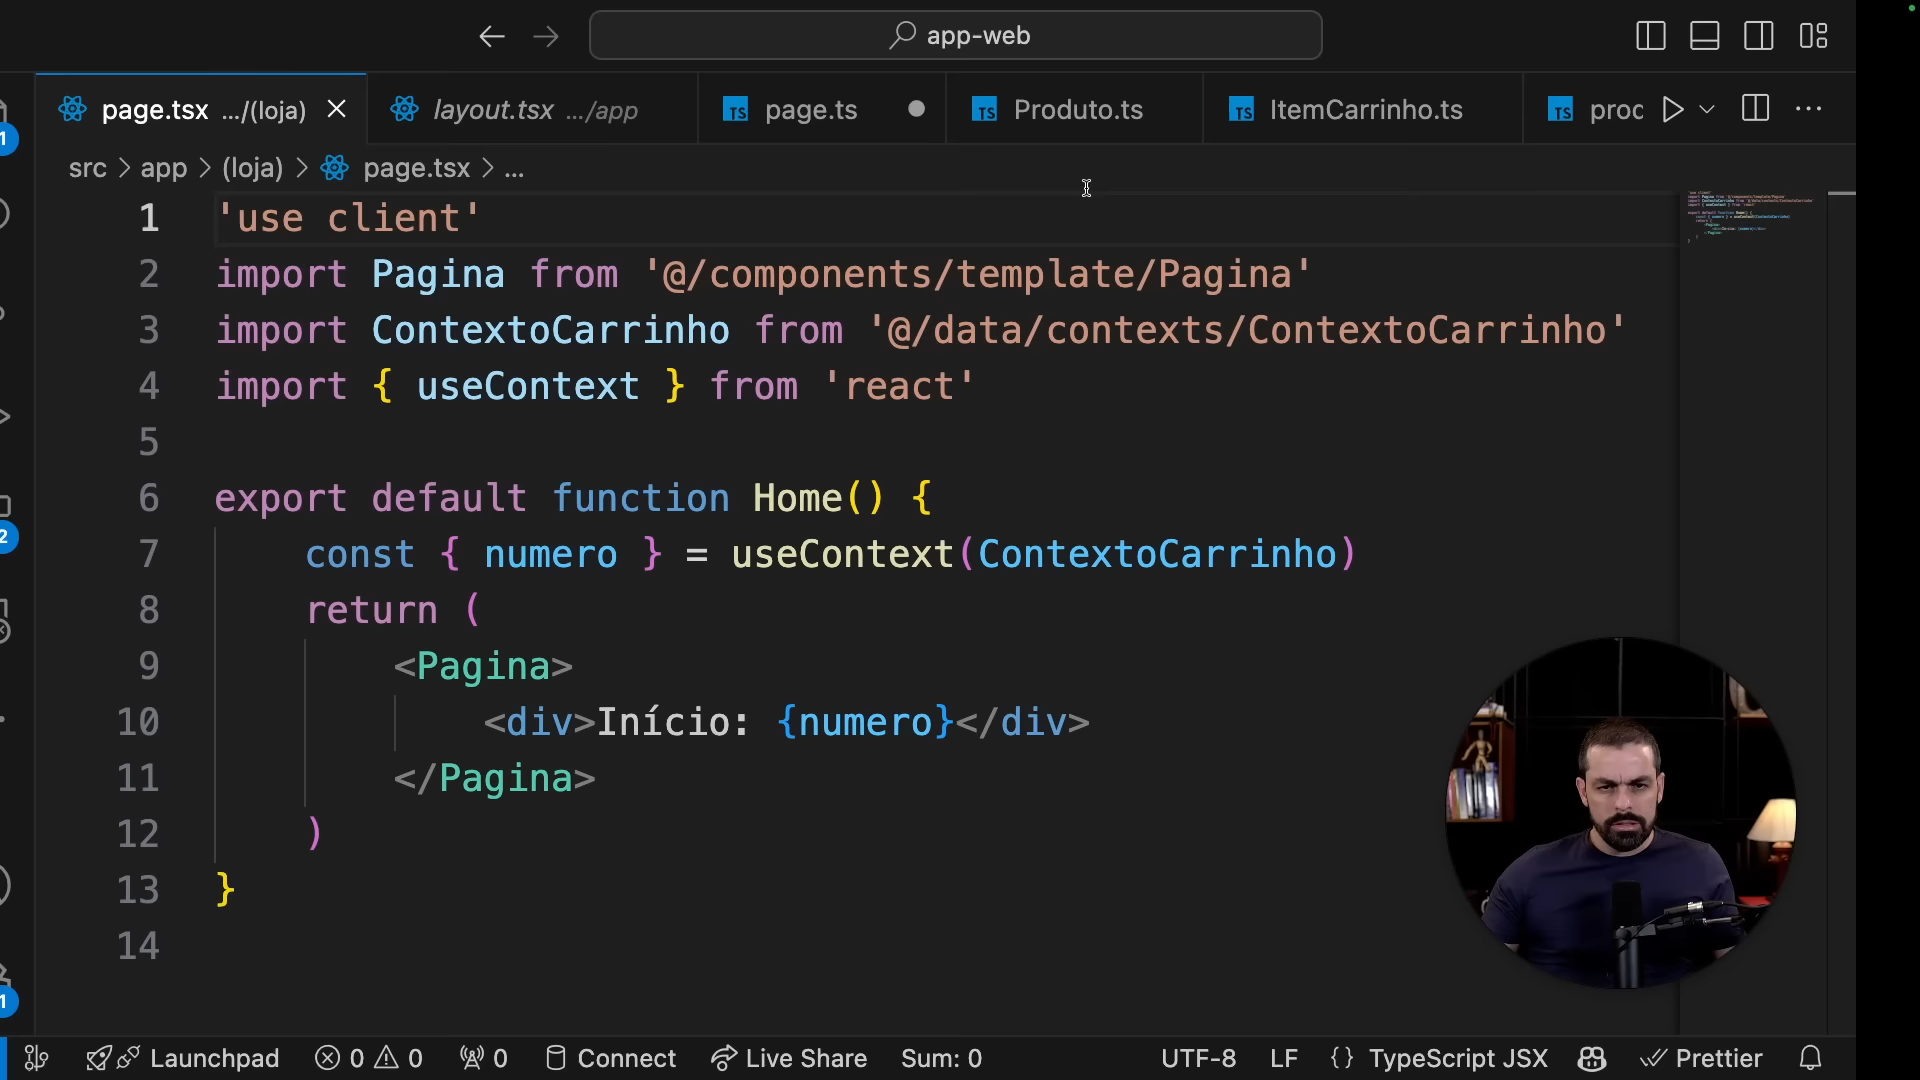 app-web
page.tsx .../(loja)
layout.tsx .../app
page.ts
Produto.ts
ItemCarrinho.ts
src > app > (loja) > page.tsx > ...
1 'use client'
2 import Pagina from '@/components/template/Pagina'
3 import ContextoCarrinho from '@/data/contexts/ContextoCarrinho'
4 import { useContext } from 'react'
5
6 export default function Home() {
7 const { numero } = useContext(ContextoCarrinho)
8 return (
9 <Pagina>
10 <div>Início: {numero}</div>
11 </Pagina>
12 )
13 }
14
1
2
1
Launchpad 0 0 0 Connect Live Share Sum: 0 UTF-8 LF {} TypeScript JSX Prettier